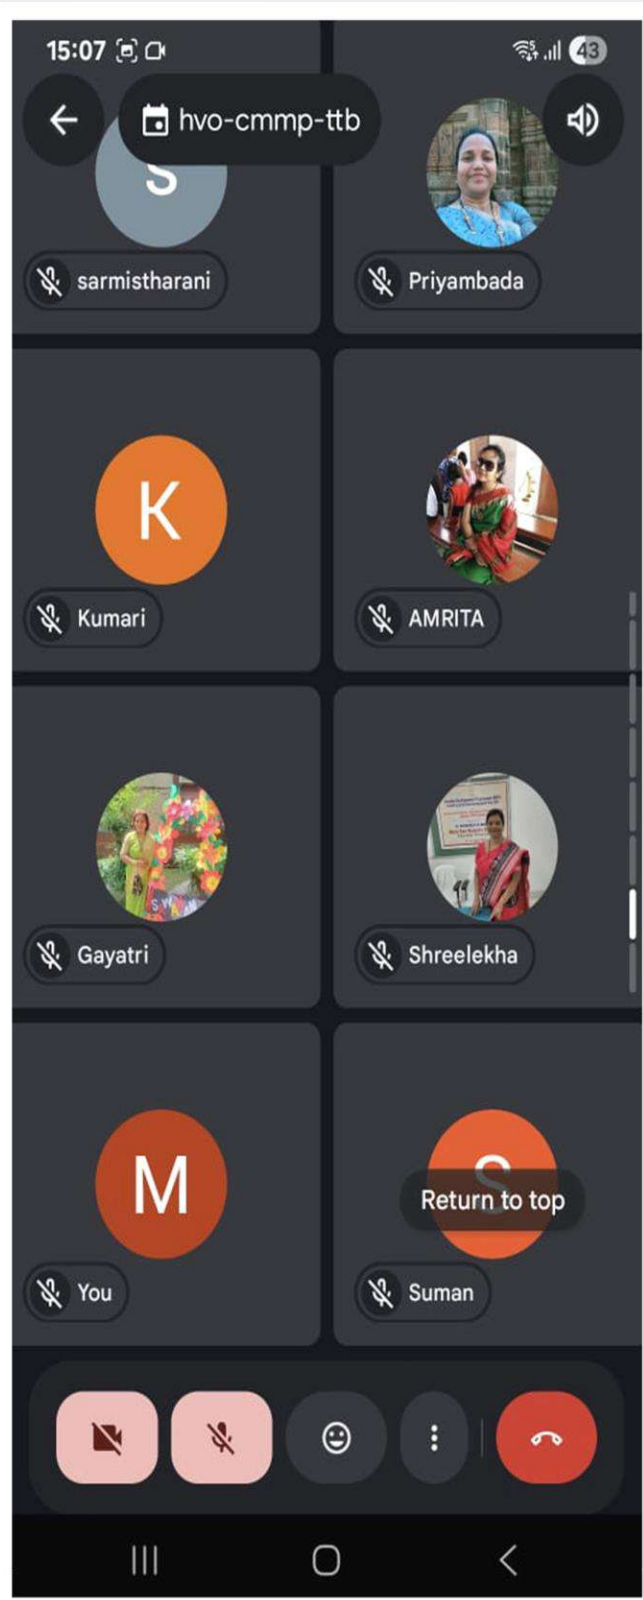 15:07 43
hvo-cmmp-ttb
S
sarmistharani Priyambada
K
Kumari AMRITA
Gayatri Shreelekha
M S
Return to top
You Suman